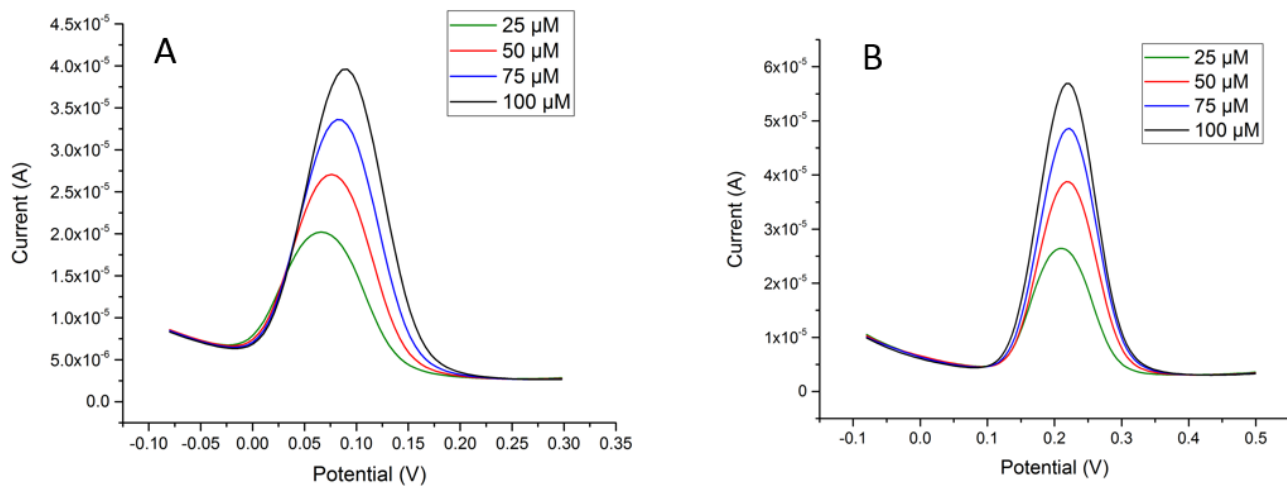 A
25 µM
50 µM
75 µM
100 µM
4.5x10⁻⁵
4.0x10⁻⁵
3.5x10⁻⁵
3.0x10⁻⁵
2.5x10⁻⁵
2.0x10⁻⁵
1.5x10⁻⁵
1.0x10⁻⁵
5.0x10⁻⁶
0.0
Current (A)
-0.10 -0.05 0.00 0.05 0.10 0.15 0.20 0.25 0.30 0.35
Potential (V)
B
25 µM
50 µM
75 µM
100 µM
6x10⁻⁵
5x10⁻⁵
4x10⁻⁵
3x10⁻⁵
2x10⁻⁵
1x10⁻⁵
0
Current (A)
-0.1 0.0 0.1 0.2 0.3 0.4 0.5
Potential (V)